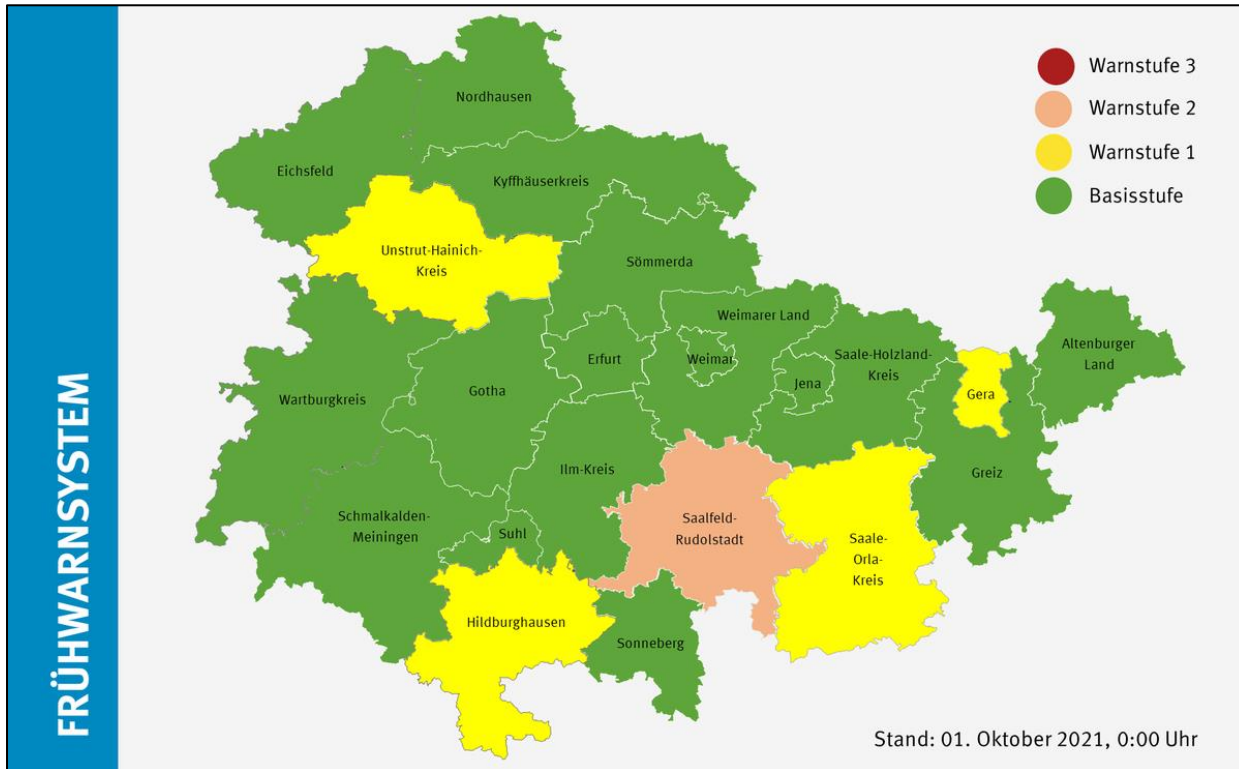 FRÜHWARNSYSTEM
Warnstufe 3
Warnstufe 2
Warnstufe 1
Basisstufe
Nordhausen
Eichsfeld
Kyffhäuserkreis
Unstrut-Hainich-
Kreis
Sömmerda
Weimarer Land
Altenburger
Land
Erfurt
Weimar
Saale-Holzland-
Kreis
Jena
Gera
Gotha
Wartburgkreis
Ilm-Kreis
Greiz
Schmalkalden-
Meiningen
Suhl
Saalfeld-
Rudolstadt
Saale-
Orla-
Kreis
Hildburghausen
Sonneberg
Stand: 01. Oktober 2021, 0:00 Uhr